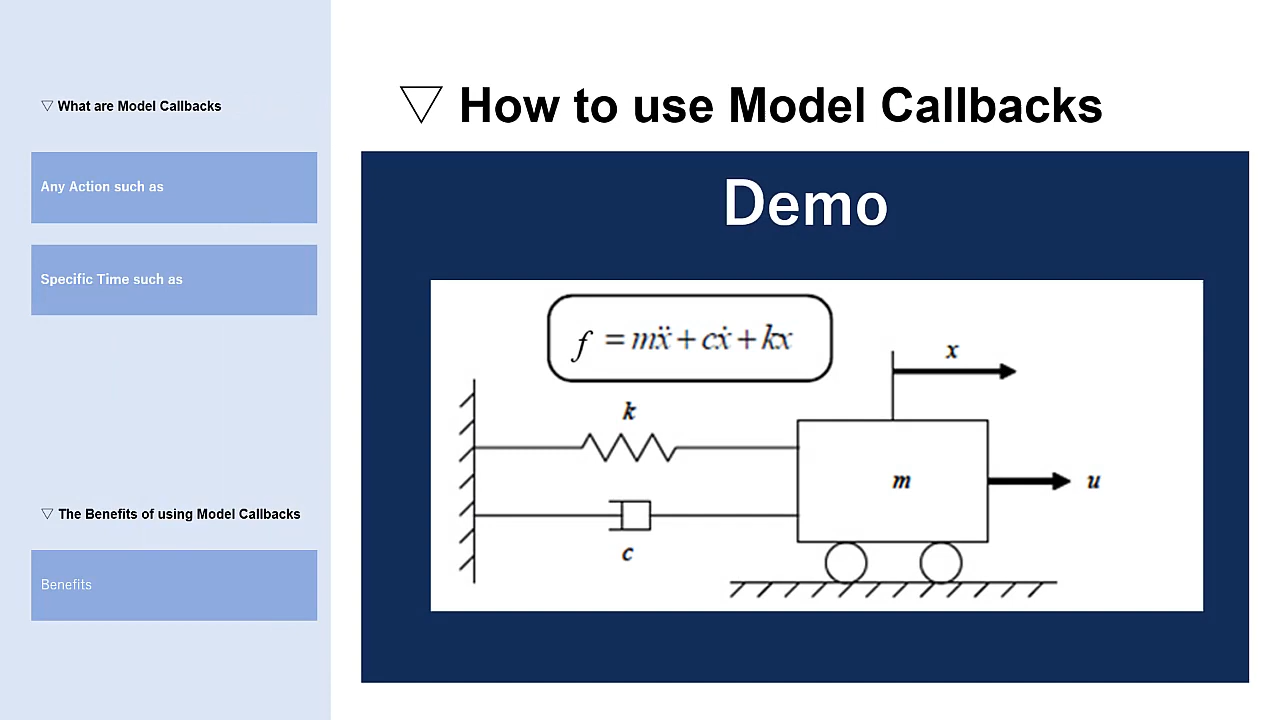 ▽ What are Model Callbacks
Any Action such as
Specific Time such as
▽ The Benefits of using Model Callbacks
Benefits
▽ How to use Model Callbacks
Demo
f = mẍ + cẋ + kx
x
k
m
u
c